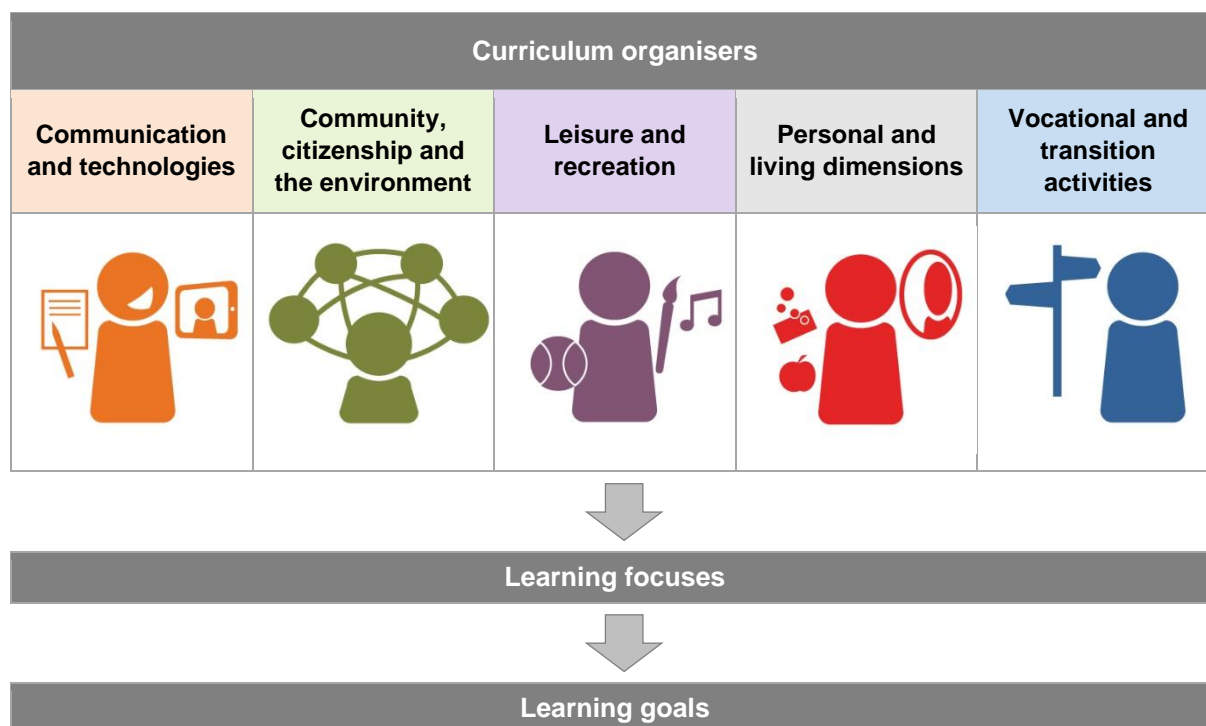 Curriculum organisers
Communication
and technologies
Community,
citizenship and
the environment
Leisure and
recreation
Personal and
living dimensions
Vocational and
transition
activities
Learning focuses
Learning goals